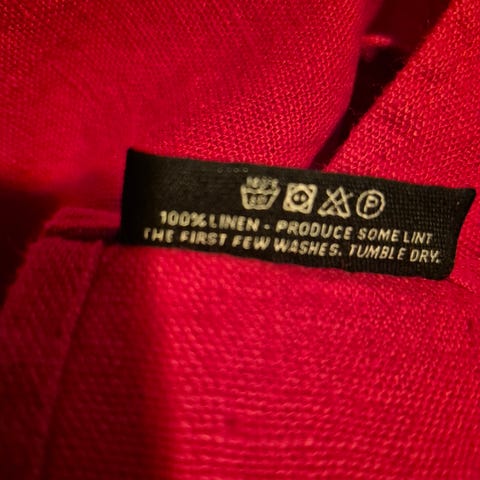 P
100% LINEN - PRODUCE SOME LINT
THE FIRST FEW WASHES. TUMBLE DRY.